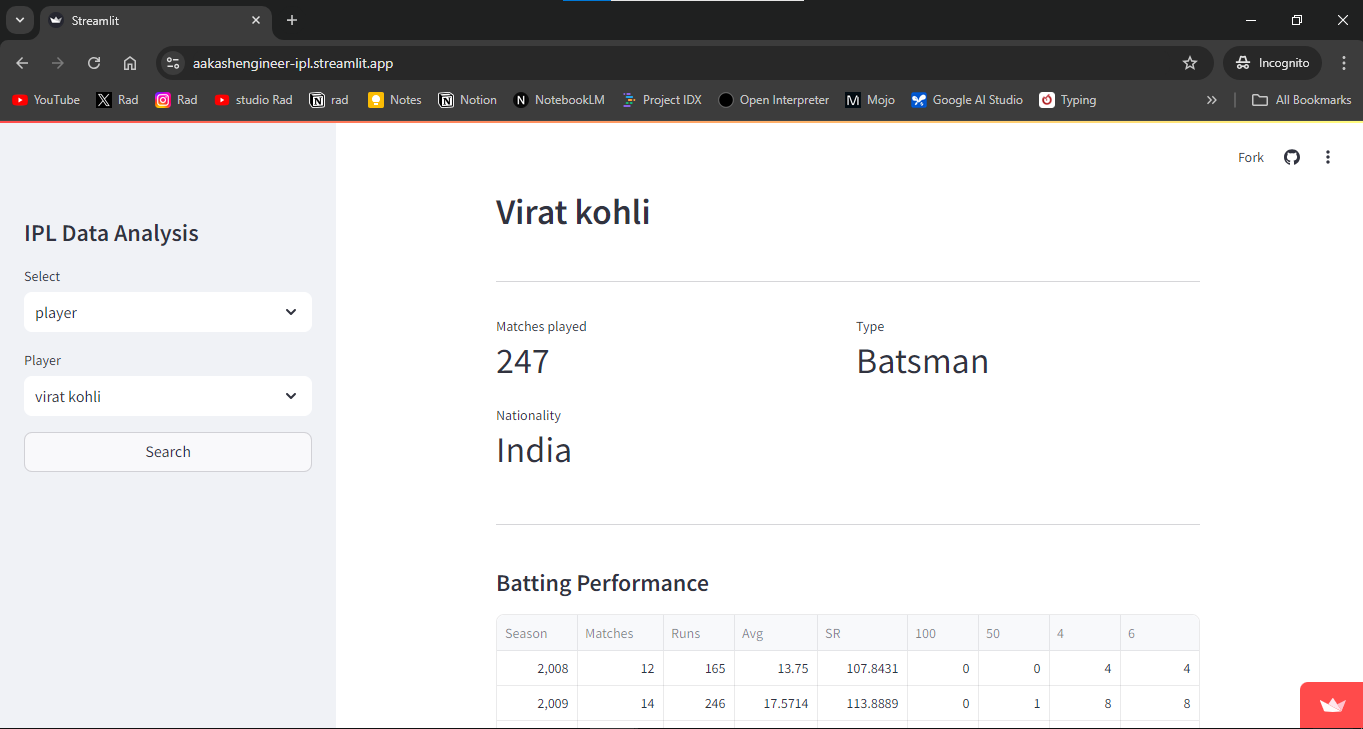 Streamlit
aakashengineer-ipl.streamlit.app
Incognito
YouTube Rad Rad studio Rad rad Notes Notion NotebookLM Project IDX Open Interpreter Mojo Google AI Studio Typing All Bookmarks
Fork
IPL Data Analysis
Select
player
Player
virat kohli
Search
Virat kohli
Matches played
247
Type
Batsman
Nationality
India
Batting Performance
Season Matches Runs Avg SR 100 50 4 6
2,008 12 165 13.75 107.8431 0 0 4 4
2,009 14 246 17.5714 113.8889 0 1 8 8